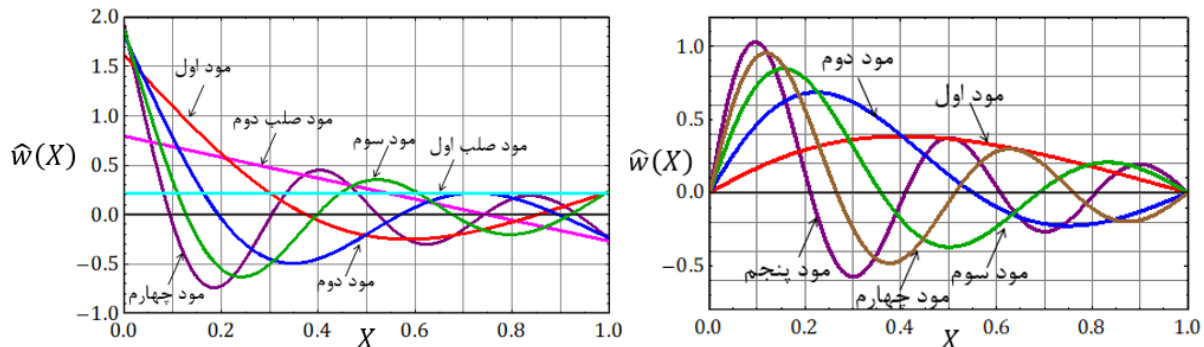 2.0
1.5
1.0
0.5
0.0
−0.5
−1.0
ŵ(X)
مود اول
مود صلب دوم
مود سوم
مود صلب اول
مود دوم
مود چهارم
0.0
0.2
0.4
0.6
0.8
1.0
X
1.0
0.5
0.0
−0.5
ŵ(X)
مود دوم
مود اول
مود پنجم
مود چهارم
مود سوم
0.0
0.2
0.4
0.6
0.8
1.0
X